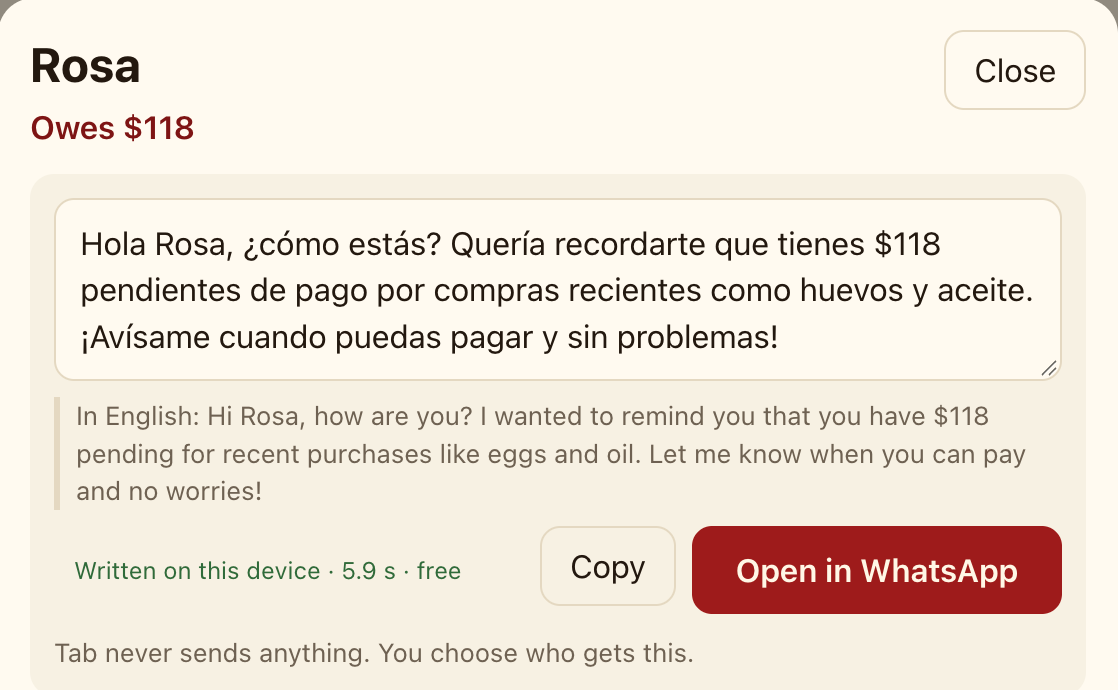 Rosa
Close
Owes $118
Hola Rosa, ¿cómo estás? Quería recordarte que tienes $118
pendientes de pago por compras recientes como huevos y aceite.
¡Avísame cuando puedas pagar y sin problemas!
In English: Hi Rosa, how are you? I wanted to remind you that you have $118
pending for recent purchases like eggs and oil. Let me know when you can pay
and no worries!
Written on this device · 5.9 s · free
Copy
Open in WhatsApp
Tab never sends anything. You choose who gets this.